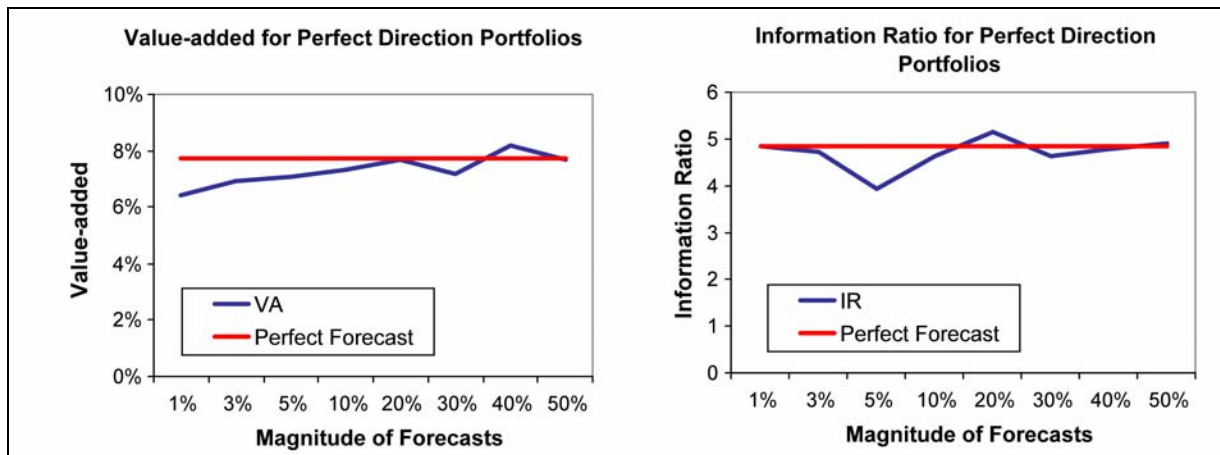 Value-added for Perfect Direction Portfolios
10%
8%
6%
4%
2%
0%
Value-added
VA
Perfect Forecast
1% 3% 5% 10% 20% 30% 40% 50%
Magnitude of Forecasts
Information Ratio for Perfect Direction
Portfolios
6
5
4
3
2
1
0
Information Ratio
IR
Perfect Forecast
1% 3% 5% 10% 20% 30% 40% 50%
Magnitude of Forecasts